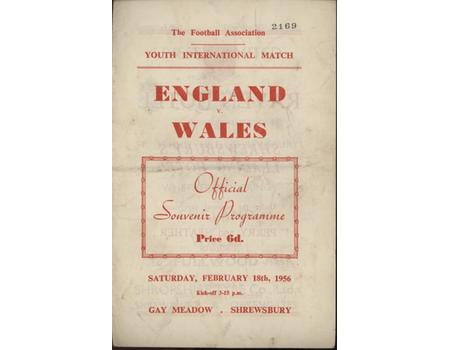 The Football Association
2169
YOUTH INTERNATIONAL MATCH
ENGLAND
v.
WALES
Official
Souvenir Programme
Price 6d.
SATURDAY, FEBRUARY 18th, 1956
Kick-off 3-15 p.m.
GAY MEADOW . SHREWSBURY